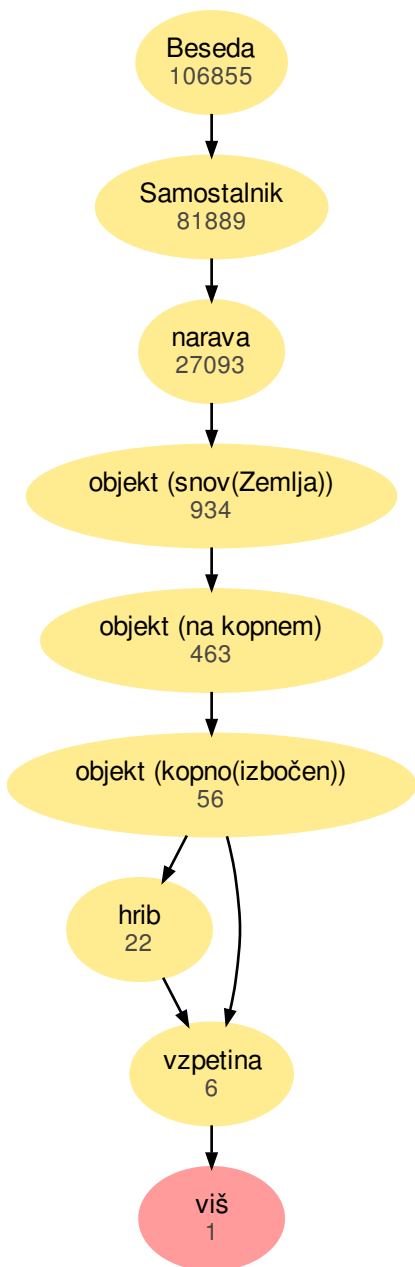 Beseda
106855
Samostalnik
81889
narava
27093
objekt (snov(Zemlja))
934
objekt (na kopnem)
463
objekt (kopno(izbočen))
56
hrib
22
vzpetina
6
viš
1